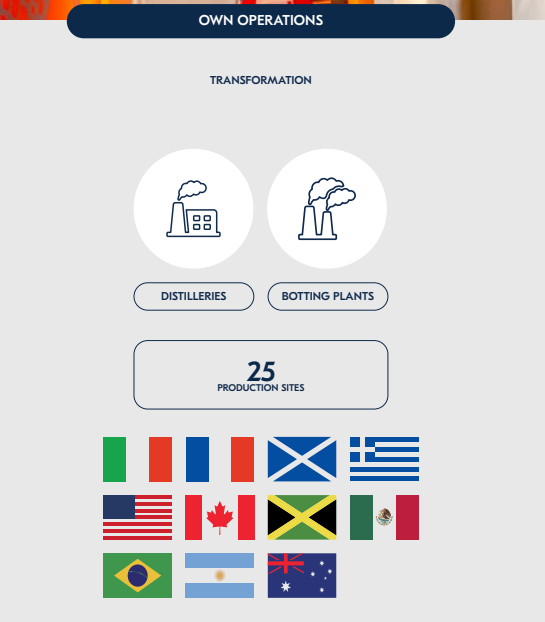 OWN OPERATIONS
TRANSFORMATION
DISTILLERIES
BOTTING PLANTS
25
PRODUCTION SITES